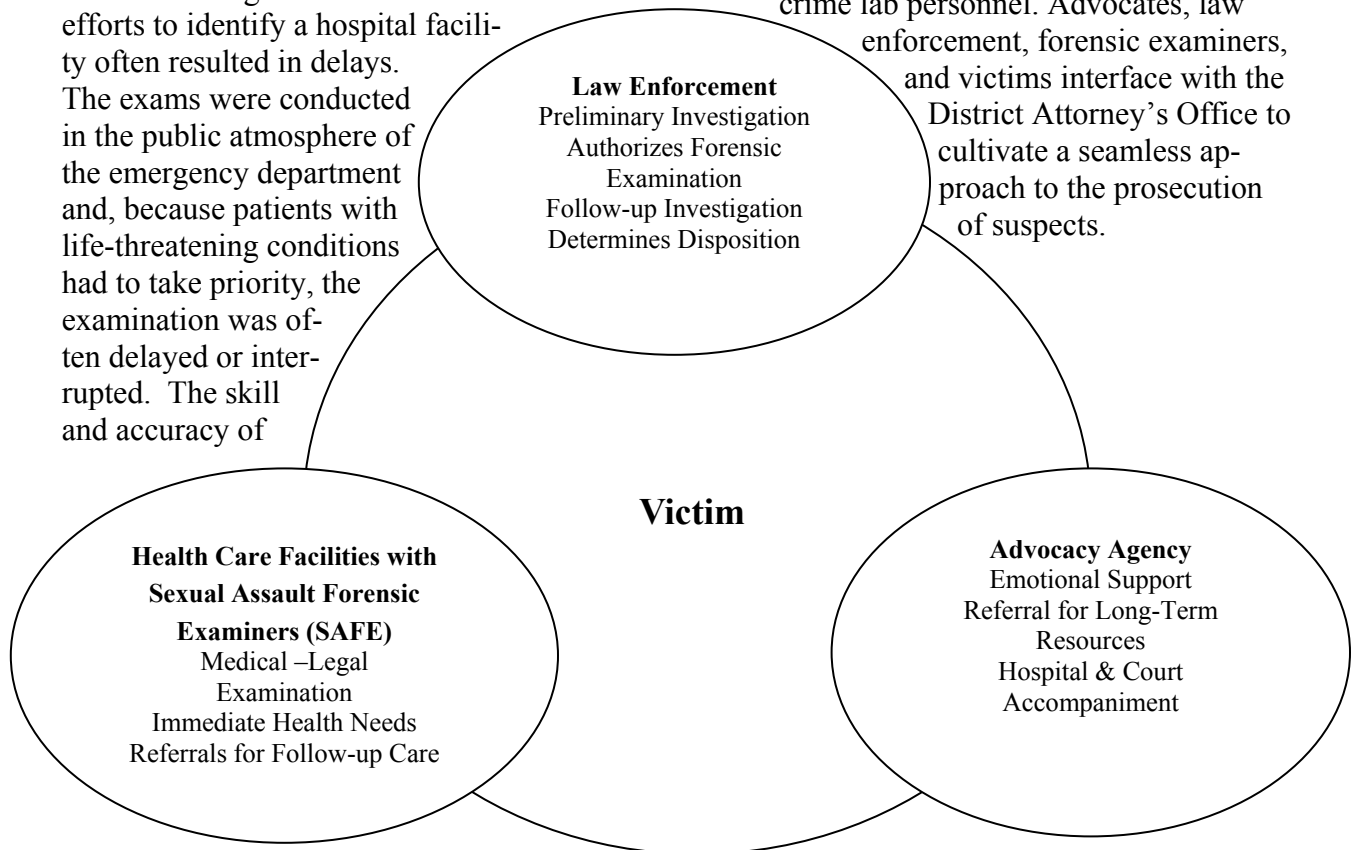 efforts to identify a hospital facili-
ty often resulted in delays.
The exams were conducted
in the public atmosphere of
the emergency department
and, because patients with
life-threatening conditions
had to take priority, the
examination was of-
ten delayed or inter-
rupted.  The skill
and accuracy of
crime lab personnel. Advocates, law
enforcement, forensic examiners,
and victims interface with the
District Attorney’s Office to
cultivate a seamless ap-
proach to the prosecution
of suspects.
Law Enforcement
Preliminary Investigation
Authorizes Forensic
Examination
Follow-up Investigation
Determines Disposition
Victim
Health Care Facilities with
Sexual Assault Forensic
Examiners (SAFE)
Medical –Legal
Examination
Immediate Health Needs
Referrals for Follow-up Care
Advocacy Agency
Emotional Support
Referral for Long-Term
Resources
Hospital & Court
Accompaniment